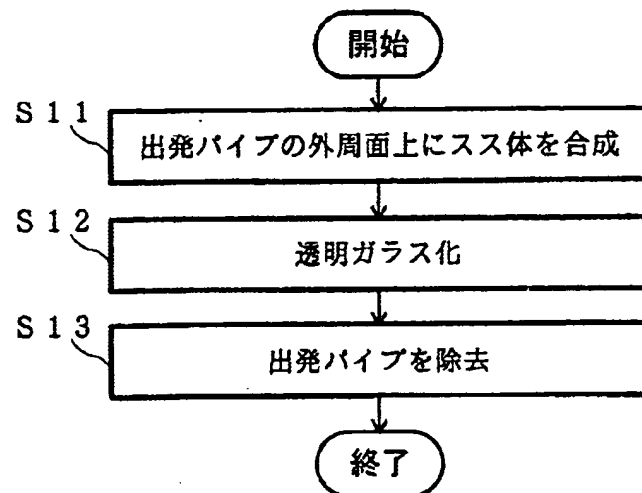 開始
S11
出発パイプの外周面上にスス体を合成
S12
透明ガラス化
S13
出発パイプを除去
終了